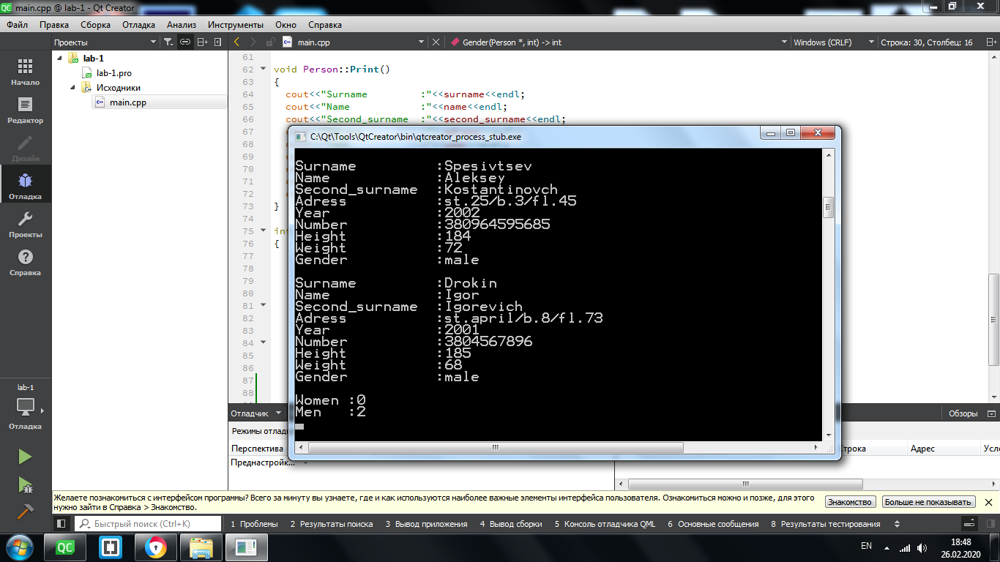 main.cpp @ lab-1 - Qt Creator
Файл Правка Сборка Отладка Анализ Инструменты Окно Справка
Проекты main.cpp Gender(Person *, int) -> int Windows (CRLF) Строка: 30, Столбец: 16
Начало
Редактор
Дизайн
Отладка
Проекты
Справка
lab-1
Отладка
lab-1
lab-1.pro
Исходники
main.cpp
61
62 void Person::Print()
63 {
64 cout<<"Surname :"<<surname<<endl;
65 cout<<"Name :"<<name<<endl;
66 cout<<"Second_surname :"<<second_surname<<endl;
67
68
69
70
71
72
73 }
74
75 int
76 {
77
78
79
80
81
82
83
84
85
86
87
88
C:\Qt\Tools\QtCreator\bin\qtcreator_process_stub.exe
Surname :Spesivtsev
Name :Aleksey
Second_surname :Kostantinovch
Adress :st.25/b.3/fl.45
Year :2002
Number :380964595685
Height :184
Weight :72
Gender :male
Surname :Drokin
Name :Igor
Second_surname :Igorevich
Adress :st.april/b.8/fl.73
Year :2001
Number :3804567896
Height :185
Weight :68
Gender :male
Women :0
Men :2
Отладчик Обзоры
Режимы отлад
Перспектива Строка Адрес Усло
Преднастройк... -
Желаете познакомиться с интерфейсом программы? Всего за минуту вы узнаете, где и как используются наиболее важные элементы интерфейса пользователя. Ознакомиться можно и позже, для этого
нужно зайти в Справка > Знакомство.
Знакомство Больше не показывать
Быстрый поиск (Ctrl+K) 1 Проблемы 2 Результаты поиска 3 Вывод приложения 4 Вывод сборки 5 Консоль отладчика QML 6 Основные сообщения 8 Результаты тестирования
EN 18:48
26.02.2020